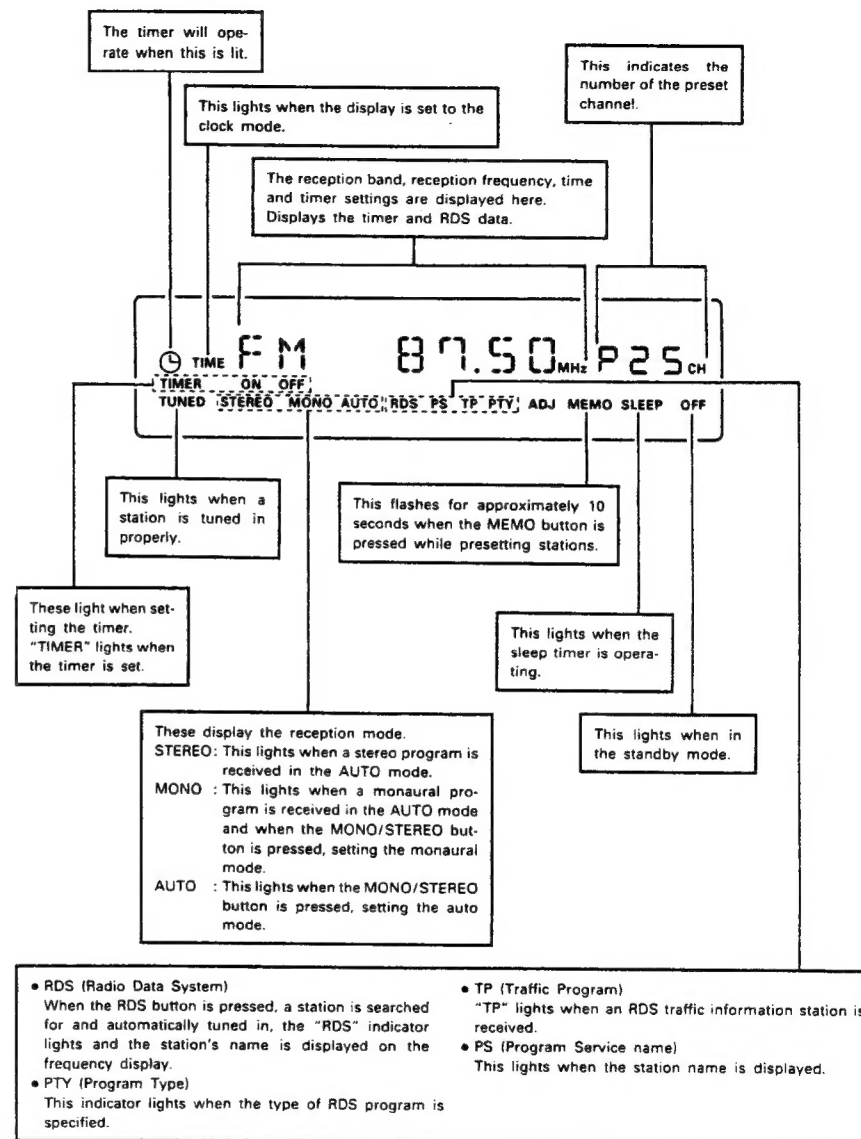 The timer will ope-
rate when this is lit.
This indicates the
number of the preset
channel.
This lights when the display is set to the
clock mode.
The reception band, reception frequency, time
and timer settings are displayed here.
Displays the timer and RDS data.
TIME FM 87.50 MHz P25 CH
TIMER ON OFF
TUNED STEREO MONO AUTO RDS PS TP PTY ADJ MEMO SLEEP OFF
This lights when a
station is tuned in
properly.
This flashes for approximately 10
seconds when the MEMO button is
pressed while presetting stations.
These light when set-
ting the timer.
"TIMER" lights when
the timer is set.
This lights when the
sleep timer is opera-
ting.
This lights when in
the standby mode.
These display the reception mode.
STEREO: This lights when a stereo program is
received in the AUTO mode.
MONO : This lights when a monaural pro-
gram is received in the AUTO mode
and when the MONO/STEREO but-
ton is pressed, setting the monaural
mode.
AUTO : This lights when the MONO/STEREO
button is pressed, setting the auto
mode.
• RDS (Radio Data System)
When the RDS button is pressed, a station is searched
for and automatically tuned in, the "RDS" indicator
lights and the station's name is displayed on the
frequency display.
• PTY (Program Type)
This indicator lights when the type of RDS program is
specified.
• TP (Traffic Program)
"TP" lights when an RDS traffic information station is
received.
• PS (Program Service name)
This lights when the station name is displayed.